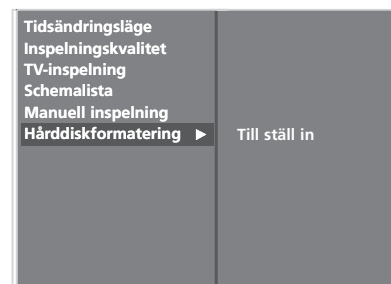 Tidsändringsläge
Inspelningskvalitet
TV-inspelning
Schemalista
Manuell inspelning
Hårddiskformatering ▶ Till ställ in